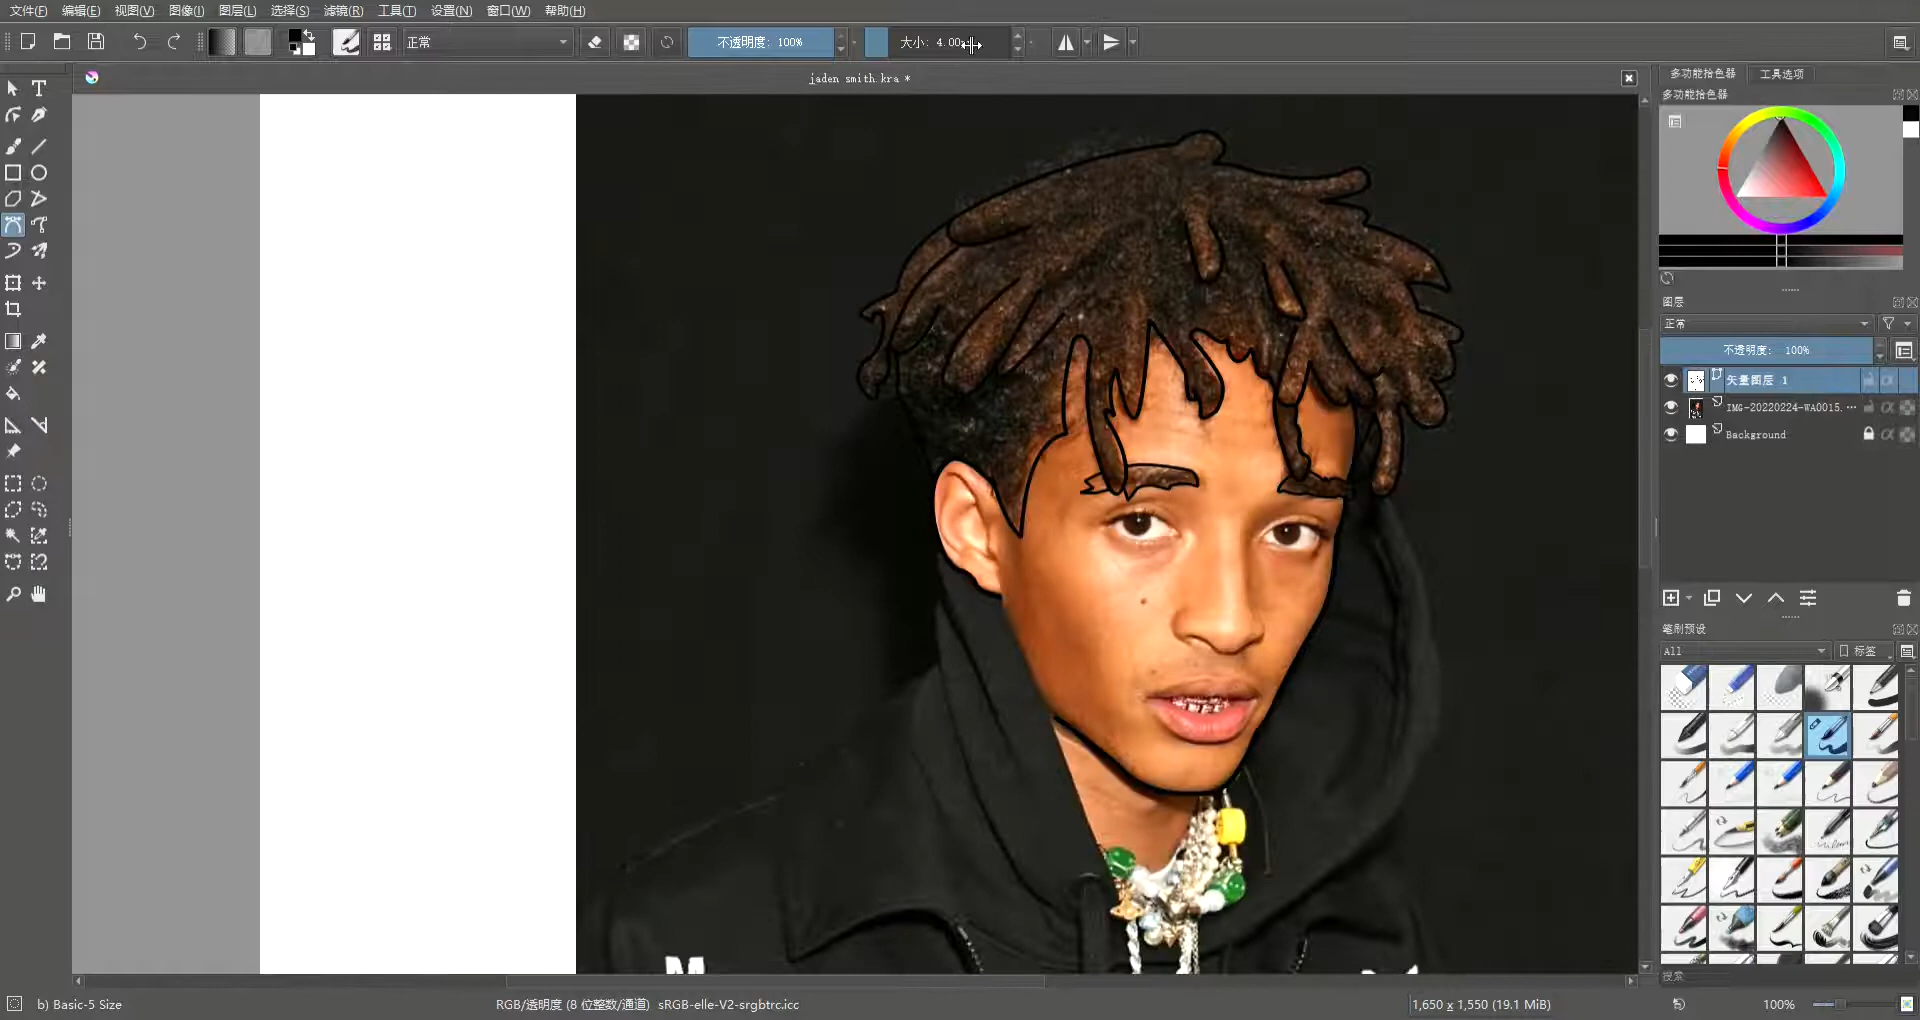 文件(F) 编辑(E) 视图(V) 图像(I) 图层(L) 选择(S) 滤镜(R) 工具(T) 设置(N) 窗口(W) 帮助(H)
正常 不透明度: 100% 大小: 4.00
jaden smith.kra *
多功能拾色器 工具选项
多功能拾色器
图层
正常
不透明度: 100%
矢量图层 1
IMG-20220224-WA0015. ...
Background
笔刷预设
All 标签
搜索
M
b) Basic-5 Size RGB/透明度 (8 位整数/通道) sRGB-elle-V2-srgbtrc.icc 1,650 x 1,550 (19.1 MiB) 100%